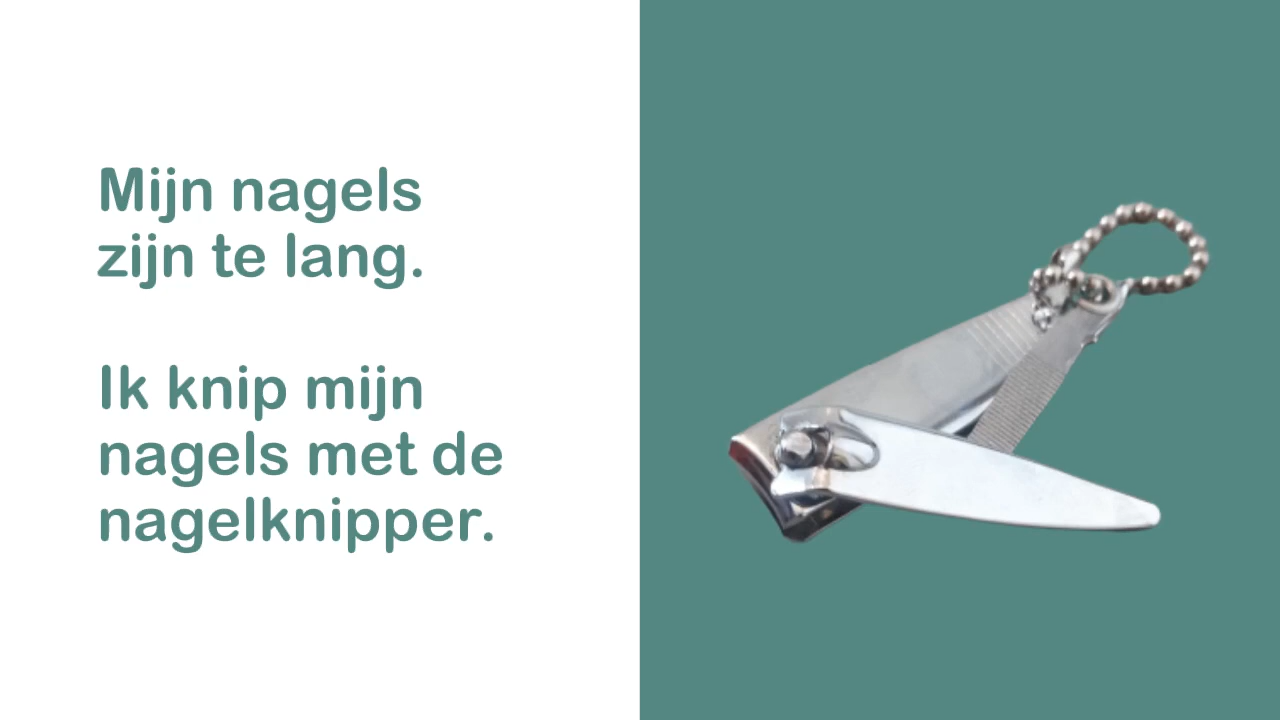 Mijn nagels
zijn te lang.
Ik knip mijn
nagels met de
nagelknipper.